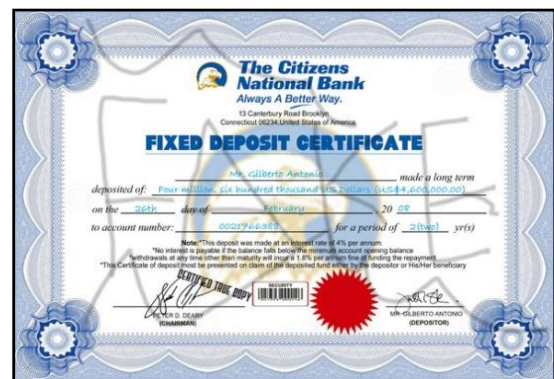 FAKE
The Citizens
National Bank
Always A Better Way.
13 Canterbury Road Brooklyn
Connecticut 06234,United States of America
FIXED DEPOSIT CERTIFICATE
Mr. Gilberto Antonio made a long term
deposited of: Four million, six hundred thousand US Dollars (US$4,600,000.00)
on the 26th day of February 20 08
to account number: 0021766388 for a period of 2(two) yr(s)
Note:*This deposit was made at an interest rate of 4% per annum
*No interest is payable if the balance falls below the minimum account opening balance
*withdrawals at any time other than maturity will incur a 1.8% per annum fine of funding the repayment
*This Certificate of deposit must be presented on claim of the deposited fund either by the depositor or His/Her beneficiary
CERTIFIED TRUE COPY
SECURITY
PETER D. DEARY
(CHAIRMAN)
MR. GILBERTO ANTONIO
(DEPOSITOR)